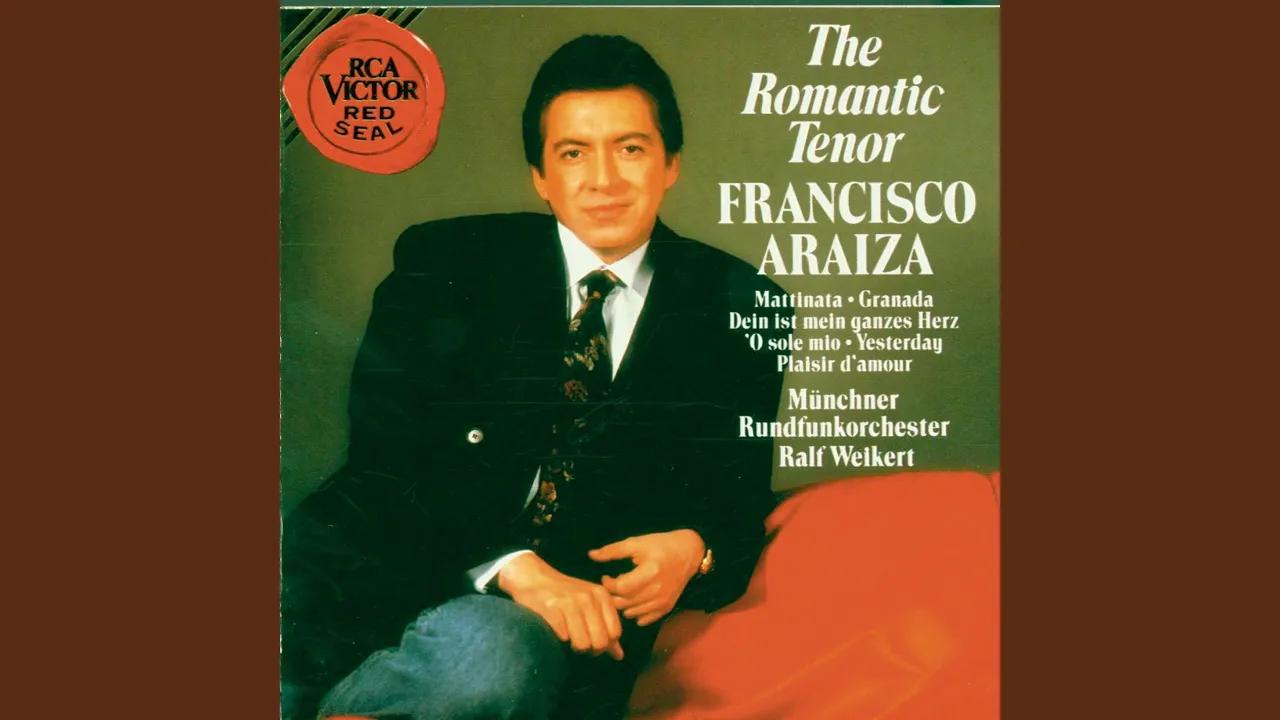 RCA
VICTOR
RED
SEAL
The
Romantic
Tenor
FRANCISCO
ARAIZA
Mattinata • Granada
Dein ist mein ganzes Herz
'O sole mio • Yesterday
Plaisir d'amour
Münchner
Rundfunkorchester
Ralf Weikert